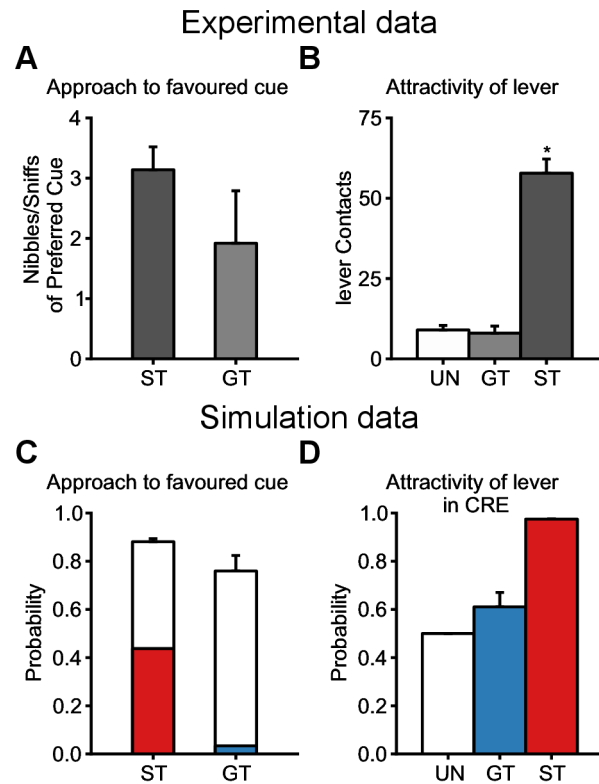 Experimental data
A
Approach to favoured cue
Nibbles/Sniffs
of Preferred Cue
4
3
2
1
0
ST
GT
B
Attractivity of lever
lever Contacts
75
50
25
0
*
UN
GT
ST
Simulation data
C
Approach to favoured cue
Probability
1.0
0.8
0.6
0.4
0.2
0.0
ST
GT
D
Attractivity of lever
in CRE
Probability
1.0
0.8
0.6
0.4
0.2
0.0
UN
GT
ST